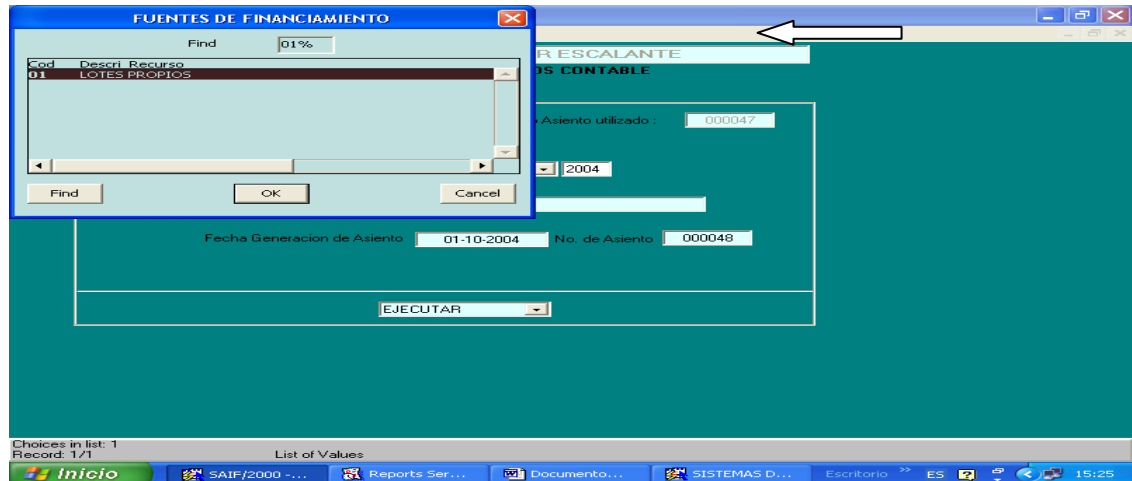 FUENTES DE FINANCIAMIENTO
Find 01%
Cod Descri Recurso
01 LOTES PROPIOS
Find OK Cancel
R ESCALANTE
OS CONTABLE
Asiento utilizado : 000047
2004
Fecha Generacion de Asiento 01-10-2004 No. de Asiento 000048
EJECUTAR
Choices in list: 1
Record: 1/1 List of Values
Inicio SAIF/2000 -... Reports Ser... Documento... SISTEMAS D... Escritorio » ES 15:25